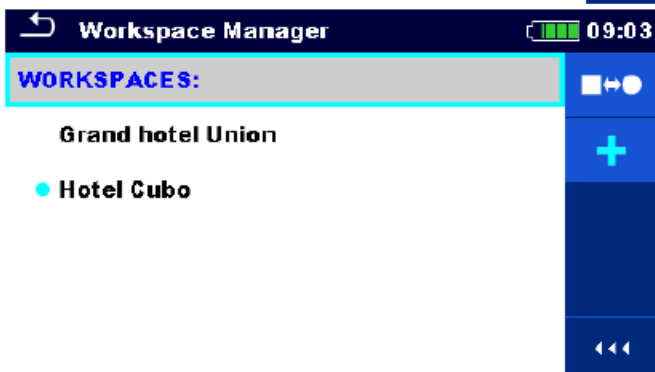 Workspace Manager 09:03
WORKSPACES:
Grand hotel Union
Hotel Cubo